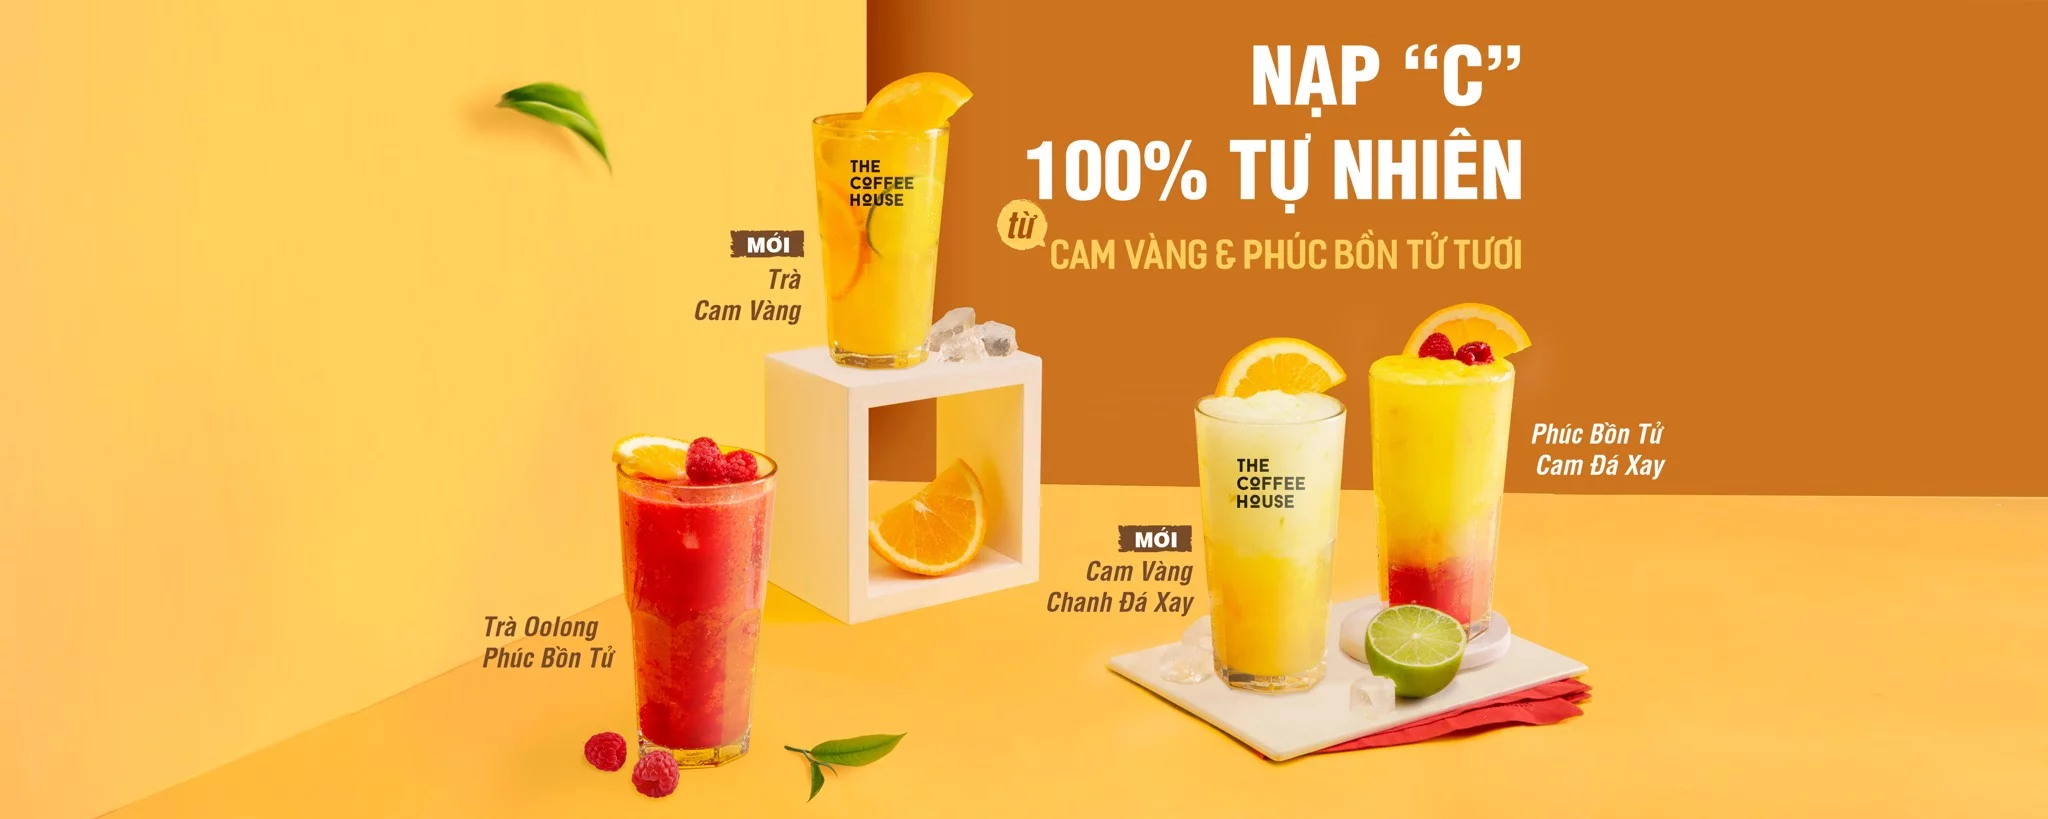 NẠP “C”
100% TỰ NHIÊN
từ
CAM VÀNG & PHÚC BỒN TỬ TƯƠI
THE
COFFEE
HOUSE
MỚI
Trà
Cam Vàng
Trà Oolong
Phúc Bồn Tử
THE
COFFEE
HOUSE
MỚI
Cam Vàng
Chanh Đá Xay
Phúc Bồn Tử
Cam Đá Xay